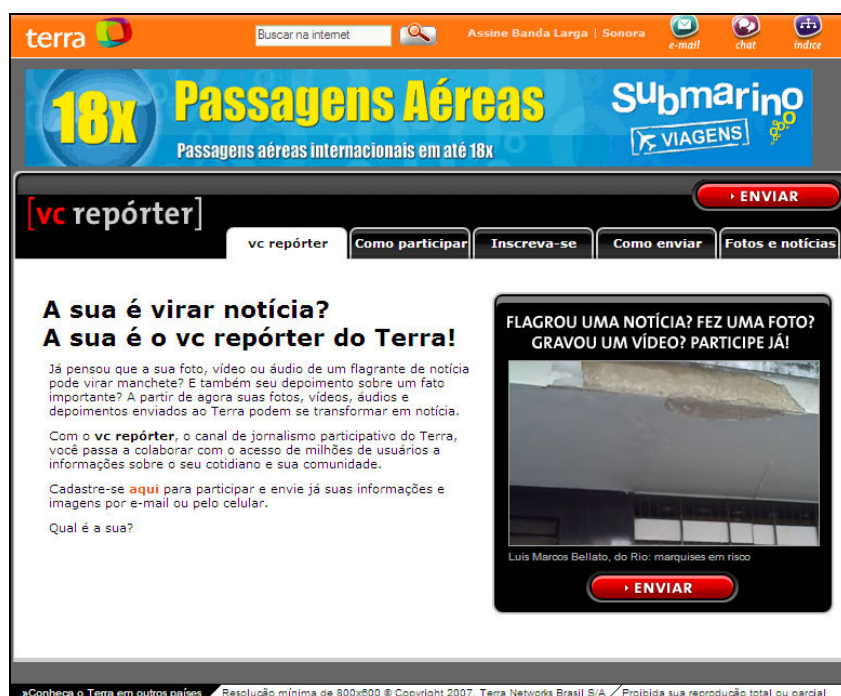 terra
Buscar na internet
Assine Banda Larga | Sonora
e-mail
chat
índice
18x
Passagens Aéreas
Passagens aéreas internacionais em até 18x
Submarino
VIAGENS
[vc repórter]
ENVIAR
vc repórter
Como participar
Inscreva-se
Como enviar
Fotos e notícias
A sua é virar notícia?
A sua é o vc repórter do Terra!
Já pensou que a sua foto, vídeo ou áudio de um flagrante de notícia
pode virar manchete? E também seu depoimento sobre um fato
importante? A partir de agora suas fotos, vídeos, áudios e
depoimentos enviados ao Terra podem se transformar em notícia.
Com o vc repórter, o canal de jornalismo participativo do Terra,
você passa a colaborar com o acesso de milhões de usuários a
informações sobre o seu cotidiano e sua comunidade.
Cadastre-se aqui para participar e envie já suas informações e
imagens por e-mail ou pelo celular.
Qual é a sua?
FLAGROU UMA NOTÍCIA? FEZ UMA FOTO?
GRAVOU UM VÍDEO? PARTICIPE JÁ!
Luis Marcos Bellato, do Rio: marquises em risco
ENVIAR
»Conheça o Terra em outros países
Resolução mínima de 800x600 © Copyright 2007, Terra Networks Brasil S/A
Proibida sua reprodução total ou parcial